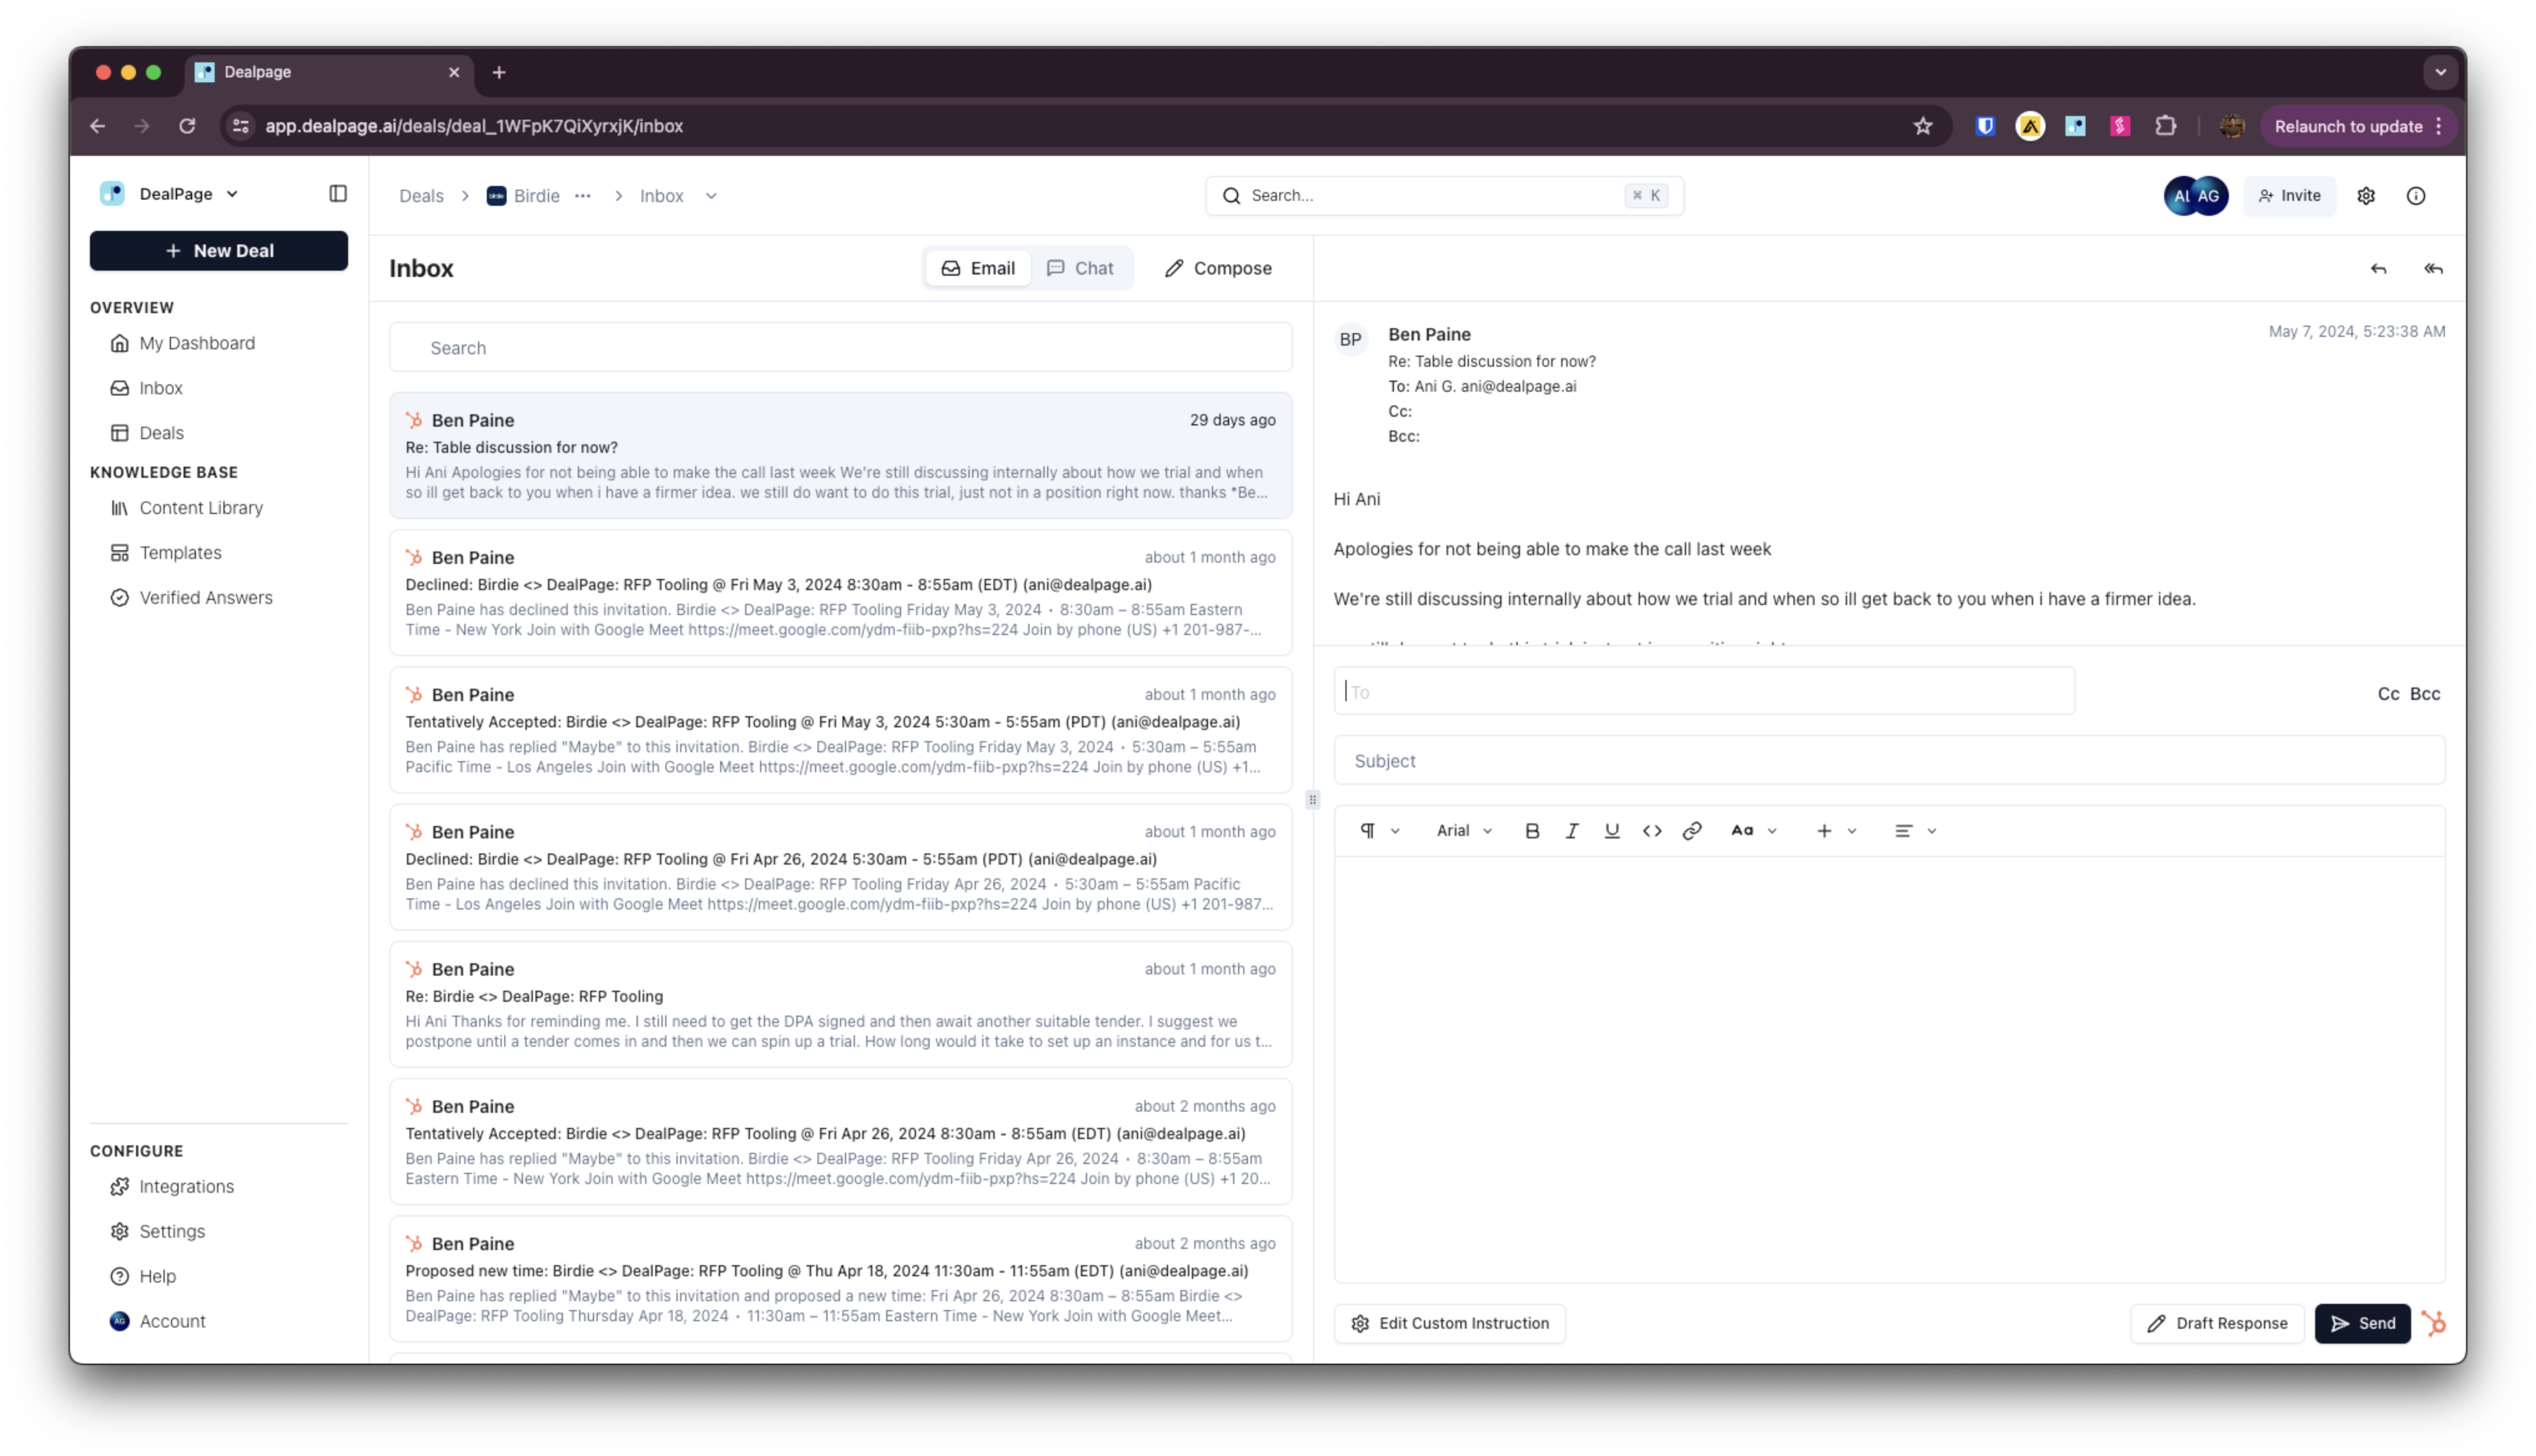 Dealpage
app.dealpage.ai/deals/deal_1WFpK7QiXyrxjK/inbox
Relaunch to update
DealPage
Deals
Birdie
Inbox
Search...
⌘ K
AL
AG
Invite
New Deal
OVERVIEW
My Dashboard
Inbox
Deals
KNOWLEDGE BASE
Content Library
Templates
Verified Answers
CONFIGURE
Integrations
Settings
Help
AG
Account
Inbox
Email
Chat
Compose
Search
Ben Paine
29 days ago
Re: Table discussion for now?
Hi Ani Apologies for not being able to make the call last week We're still discussing internally about how we trial and when
so ill get back to you when i have a firmer idea. we still do want to do this trial, just not in a position right now. thanks *Be...
Ben Paine
about 1 month ago
Declined: Birdie <> DealPage: RFP Tooling @ Fri May 3, 2024 8:30am - 8:55am (EDT) (ani@dealpage.ai)
Ben Paine has declined this invitation. Birdie <> DealPage: RFP Tooling Friday May 3, 2024 • 8:30am – 8:55am Eastern
Time - New York Join with Google Meet https://meet.google.com/ydm-fiib-pxp?hs=224 Join by phone (US) +1 201-987-...
Ben Paine
about 1 month ago
Tentatively Accepted: Birdie <> DealPage: RFP Tooling @ Fri May 3, 2024 5:30am - 5:55am (PDT) (ani@dealpage.ai)
Ben Paine has replied "Maybe" to this invitation. Birdie <> DealPage: RFP Tooling Friday May 3, 2024 • 5:30am – 5:55am
Pacific Time - Los Angeles Join with Google Meet https://meet.google.com/ydm-fiib-pxp?hs=224 Join by phone (US) +1...
Ben Paine
about 1 month ago
Declined: Birdie <> DealPage: RFP Tooling @ Fri Apr 26, 2024 5:30am - 5:55am (PDT) (ani@dealpage.ai)
Ben Paine has declined this invitation. Birdie <> DealPage: RFP Tooling Friday Apr 26, 2024 • 5:30am – 5:55am Pacific
Time - Los Angeles Join with Google Meet https://meet.google.com/ydm-fiib-pxp?hs=224 Join by phone (US) +1 201-987...
Ben Paine
about 1 month ago
Re: Birdie <> DealPage: RFP Tooling
Hi Ani Thanks for reminding me. I still need to get the DPA signed and then await another suitable tender. I suggest we
postpone until a tender comes in and then we can spin up a trial. How long would it take to set up an instance and for us t...
Ben Paine
about 2 months ago
Tentatively Accepted: Birdie <> DealPage: RFP Tooling @ Fri Apr 26, 2024 8:30am - 8:55am (EDT) (ani@dealpage.ai)
Ben Paine has replied "Maybe" to this invitation. Birdie <> DealPage: RFP Tooling Friday Apr 26, 2024 • 8:30am – 8:55am
Eastern Time - New York Join with Google Meet https://meet.google.com/ydm-fiib-pxp?hs=224 Join by phone (US) +1 20...
Ben Paine
about 2 months ago
Proposed new time: Birdie <> DealPage: RFP Tooling @ Thu Apr 18, 2024 11:30am - 11:55am (EDT) (ani@dealpage.ai)
Ben Paine has replied "Maybe" to this invitation and proposed a new time: Fri Apr 26, 2024 8:30am – 8:55am Birdie <>
DealPage: RFP Tooling Thursday Apr 18, 2024 • 11:30am – 11:55am Eastern Time - New York Join with Google Meet...
BP
Ben Paine
May 7, 2024, 5:23:38 AM
Re: Table discussion for now?
To: Ani G. ani@dealpage.ai
Cc:
Bcc:
Hi Ani
Apologies for not being able to make the call last week
We're still discussing internally about how we trial and when so ill get back to you when i have a firmer idea.
To
Cc Bcc
Subject
Arial
B I U <> Aa
Edit Custom Instruction
Draft Response
Send